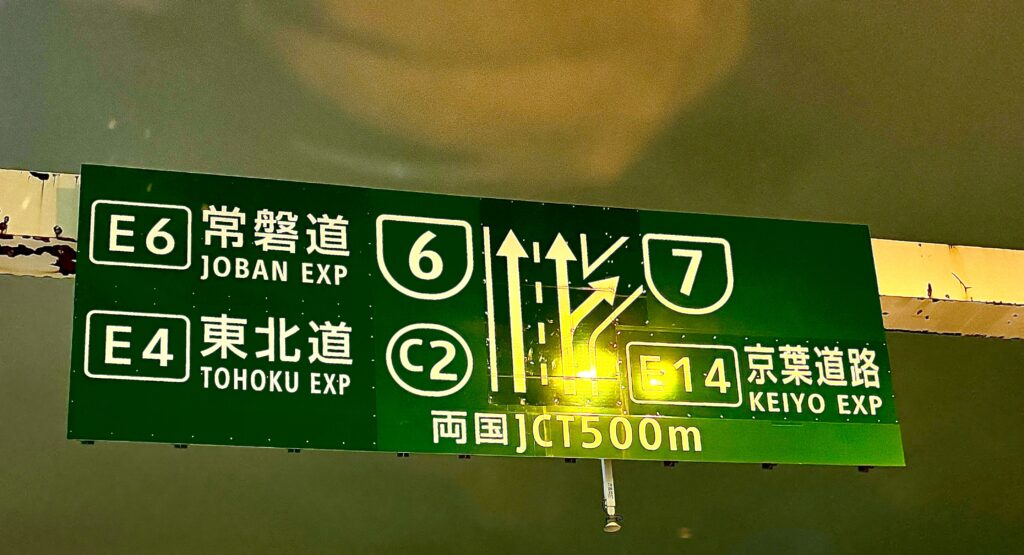 E6 常磐道
JOBAN EXP
6
E4 東北道
TOHOKU EXP
C2
7
E14 京葉道路
KEIYO EXP
両国JCT500m